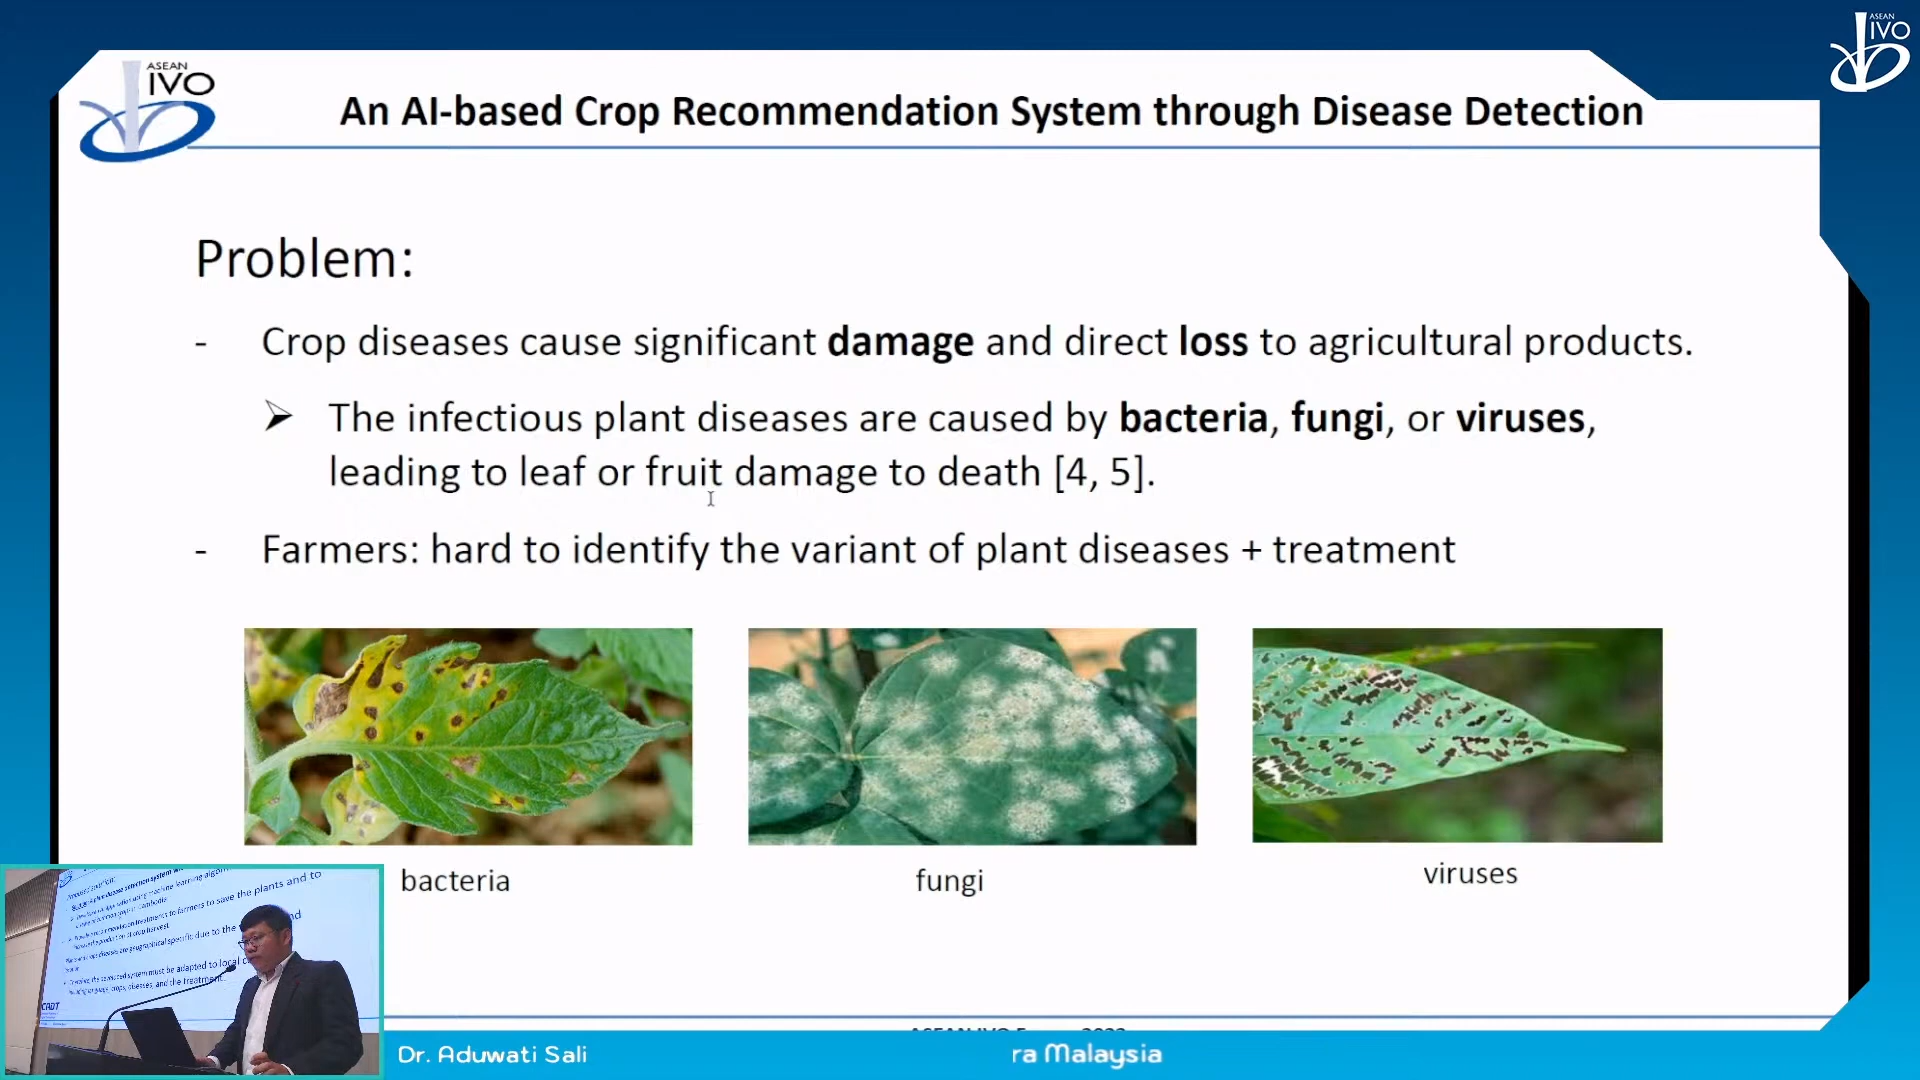 ASEAN
IVO
ASEAN
IVO
An AI-based Crop Recommendation System through Disease Detection
Problem:
- Crop diseases cause significant damage and direct loss to agricultural products.
➢ The infectious plant diseases are caused by bacteria, fungi, or viruses,
leading to leaf or fruit damage to death [4, 5].
- Farmers: hard to identify the variant of plant diseases + treatment
bacteria
fungi
viruses
Dr. Aduwati Sali
ra Malaysia